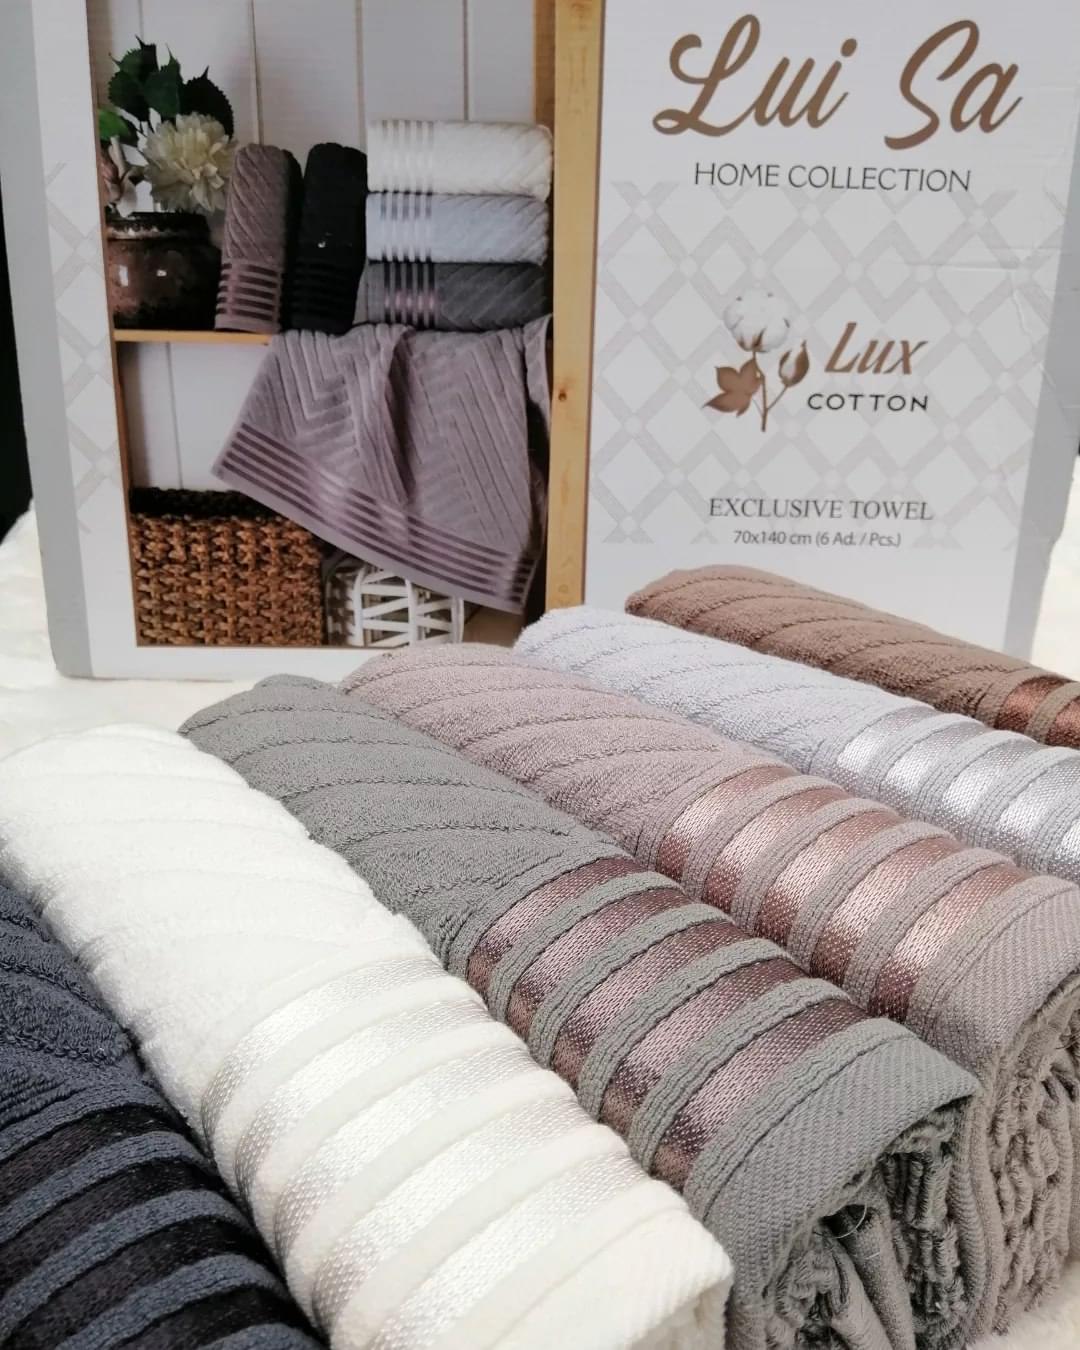 Lui Sa
HOME COLLECTION
Lux
COTTON
EXCLUSIVE TOWEL
70x140 cm (6 Ad. / Pcs.)